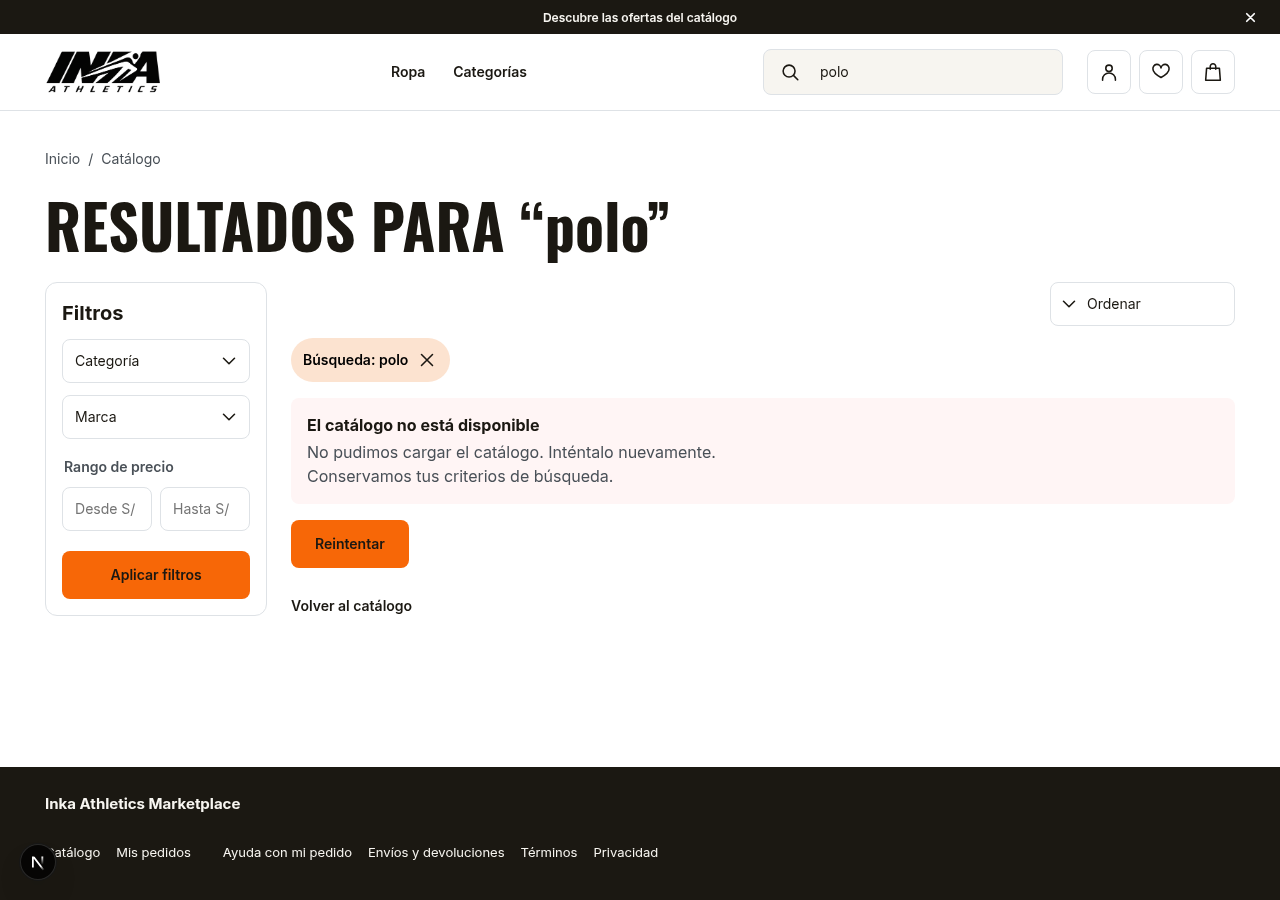 Descubre las ofertas del catálogo
INKA
ATHLETICS
Ropa
Categorías
polo
Inicio / Catálogo
RESULTADOS PARA “polo”
Filtros
Ordenar
Categoría
Búsqueda: polo
Marca
El catálogo no está disponible
No pudimos cargar el catálogo. Inténtalo nuevamente.
Conservamos tus criterios de búsqueda.
Rango de precio
Desde S/
Hasta S/
Reintentar
Aplicar filtros
Volver al catálogo
Inka Athletics Marketplace
Catálogo Mis pedidos Ayuda con mi pedido Envíos y devoluciones Términos Privacidad
N